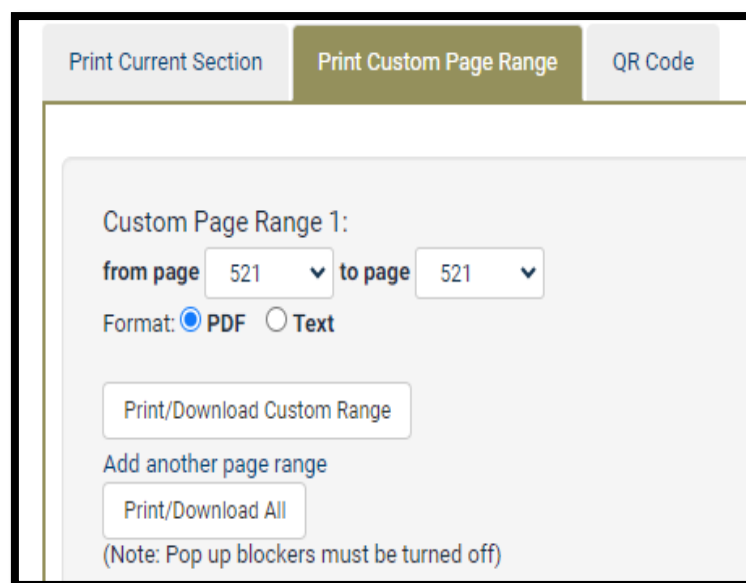 Print Current Section Print Custom Page Range QR Code
Custom Page Range 1:
from page 521 to page 521
Format: PDF Text
Print/Download Custom Range
Add another page range
Print/Download All
(Note: Pop up blockers must be turned off)